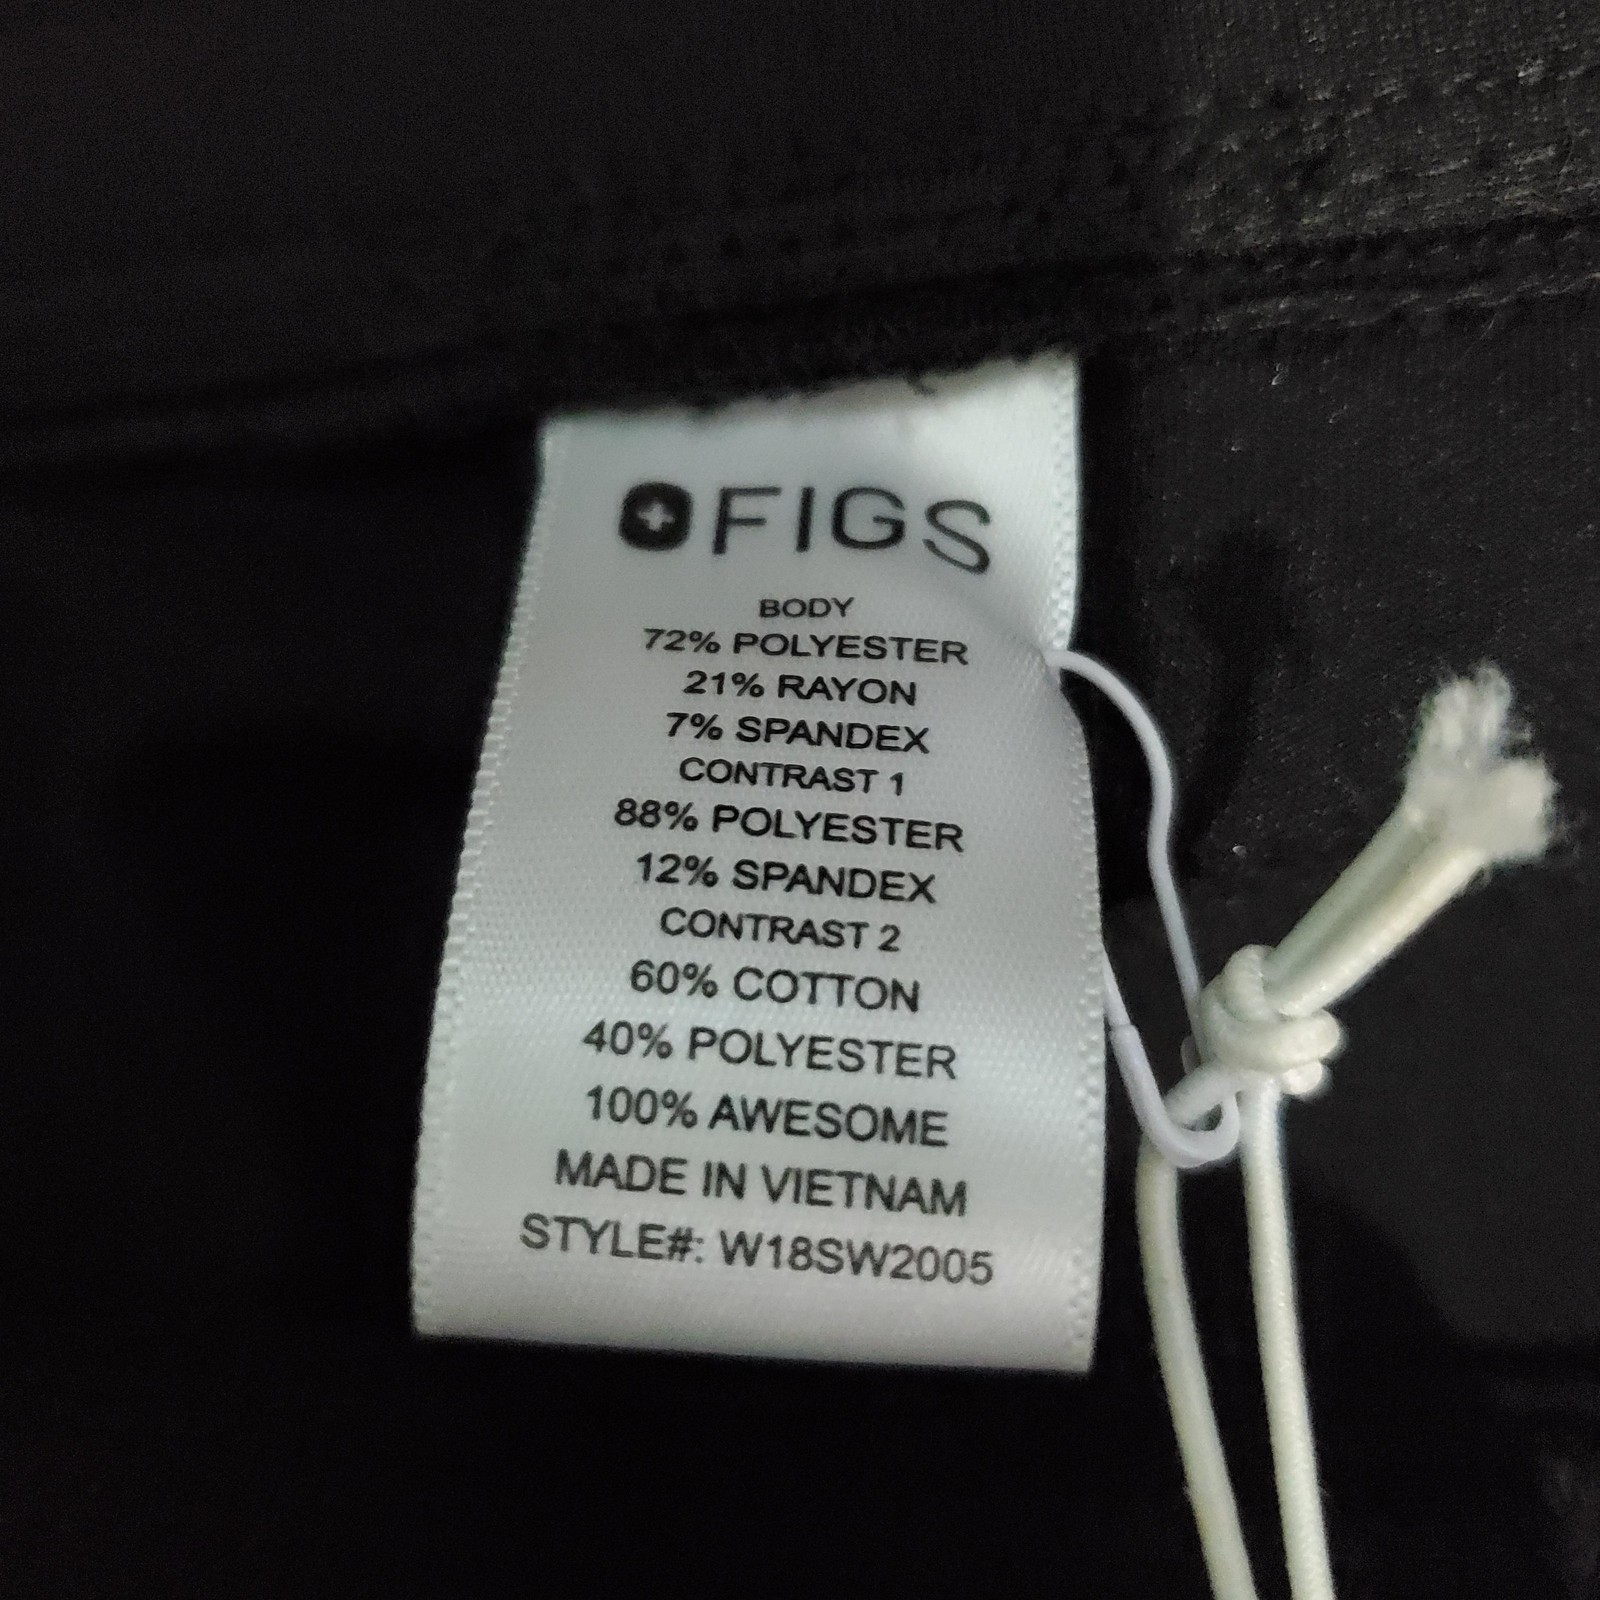 FIGS
BODY
72% POLYESTER
21% RAYON
7% SPANDEX
CONTRAST 1
88% POLYESTER
12% SPANDEX
CONTRAST 2
60% COTTON
40% POLYESTER
100% AWESOME
MADE IN VIETNAM
STYLE#: W18SW2005